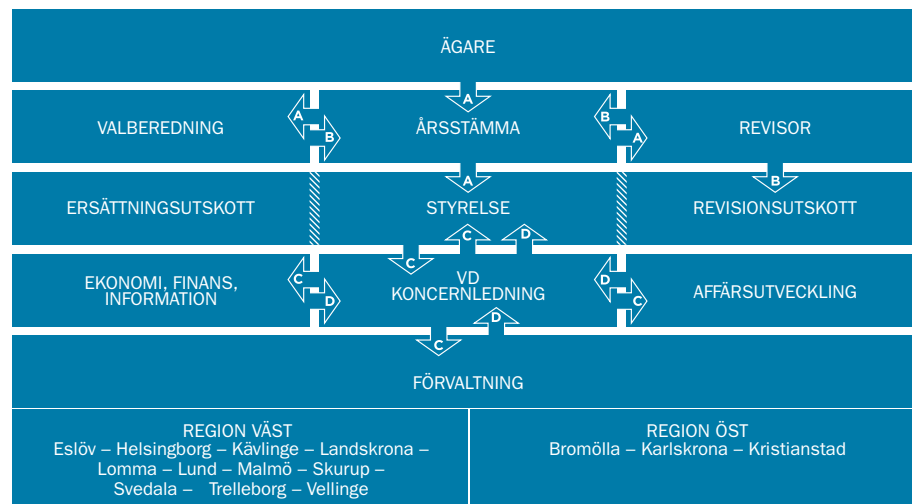 ÄGARE
A
VALBEREDNING
A
B
ÅRSSTÄMMA
B
A
REVISOR
A
B
ERSÄTTNINGSUTSKOTT
STYRELSE
REVISIONSUTSKOTT
C
D
C
EKONOMI, FINANS,
INFORMATION
C
D
VD
KONCERNLEDNING
D
C
AFFÄRSUTVECKLING
D
C
FÖRVALTNING
REGION VÄST
Eslöv – Helsingborg – Kävlinge – Landskrona –
Lomma – Lund – Malmö – Skurup –
Svedala – Trelleborg – Vellinge
REGION ÖST
Bromölla – Karlskrona – Kristianstad